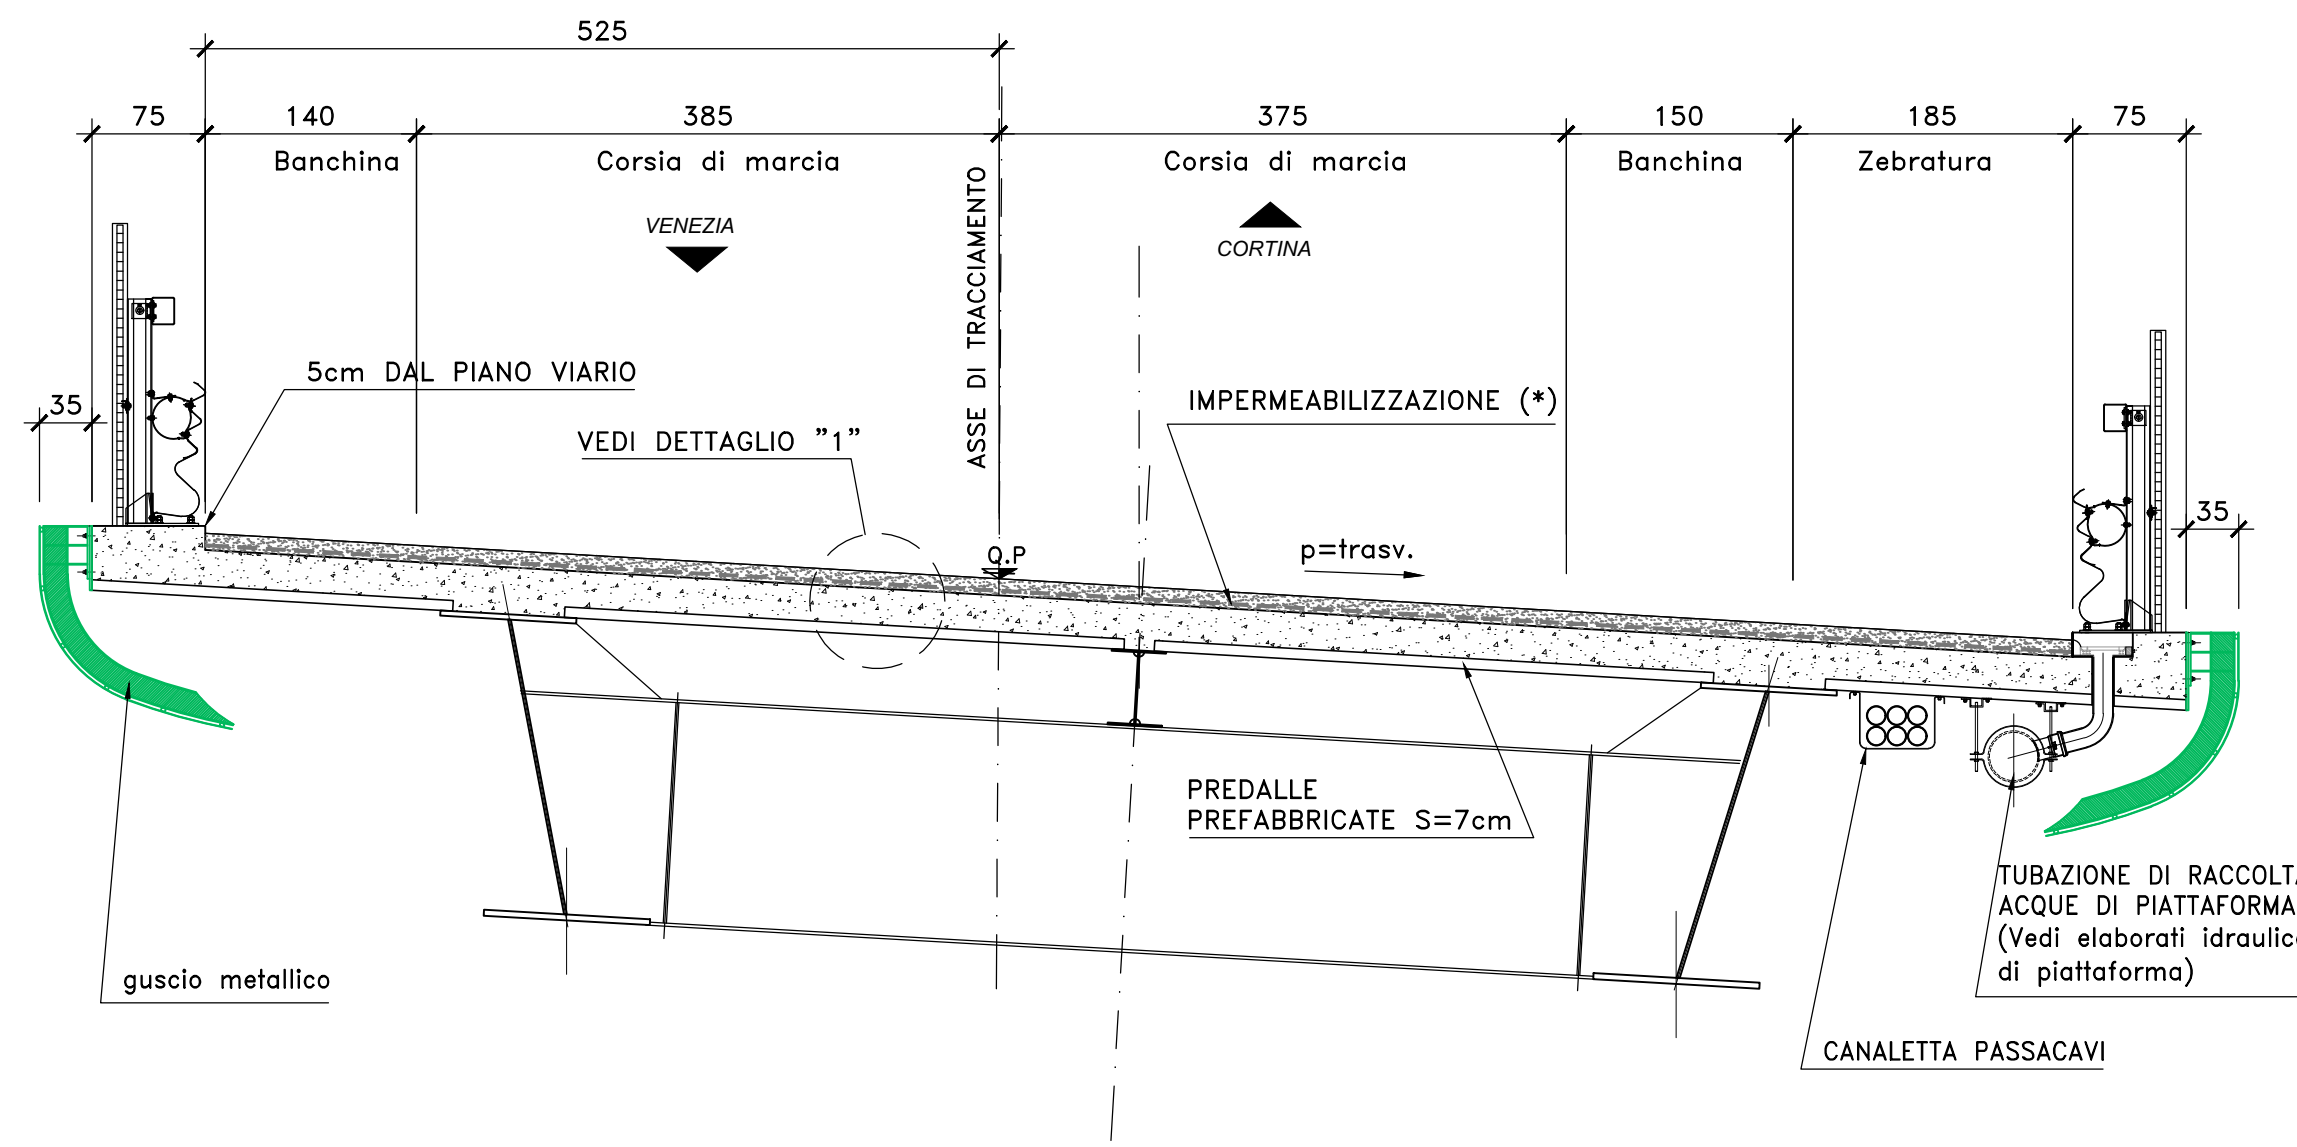 525
75 140 385 375 150 185 75
Banchina Corsia di marcia Corsia di marcia Banchina Zebratura
ASSE DI TRACCIAMENTO
VENEZIA
CORTINA
5cm DAL PIANO VIARIO
35
IMPERMEABILIZZAZIONE (*)
VEDI DETTAGLIO ”1”
35
Q.P
p=trasv.
PREDALLE
PREFABBRICATE S=7cm
TUBAZIONE DI RACCOLTA
ACQUE DI PIATTAFORMA
(Vedi elaborati
di piattaforma)
guscio metallico
CANALETTA PASSACAVI